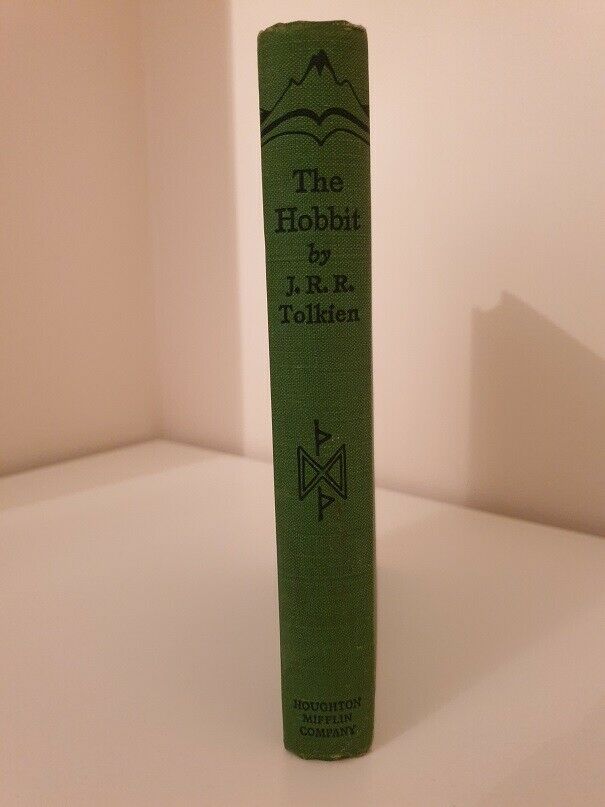 The
Hobbit
by
J. R. R.
Tolkien
HOUGHTON
MIFFLIN
COMPANY